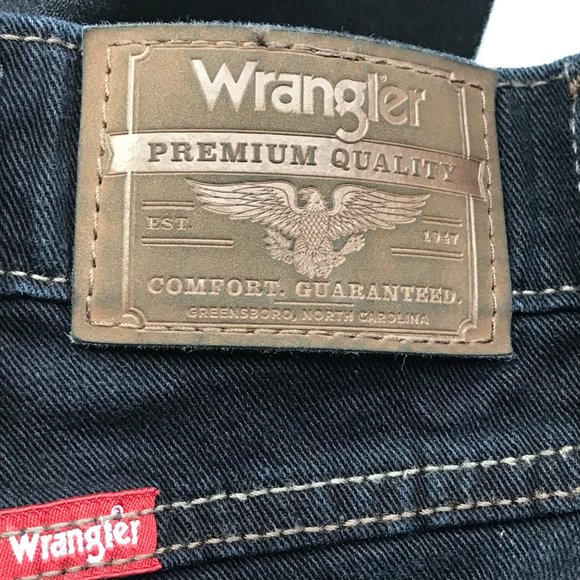 Wrangler
PREMIUM QUALITY
EST. 1947
COMFORT. GUARANTEED.
GREENSBORO, NORTH CAROLINA
Wrangler®